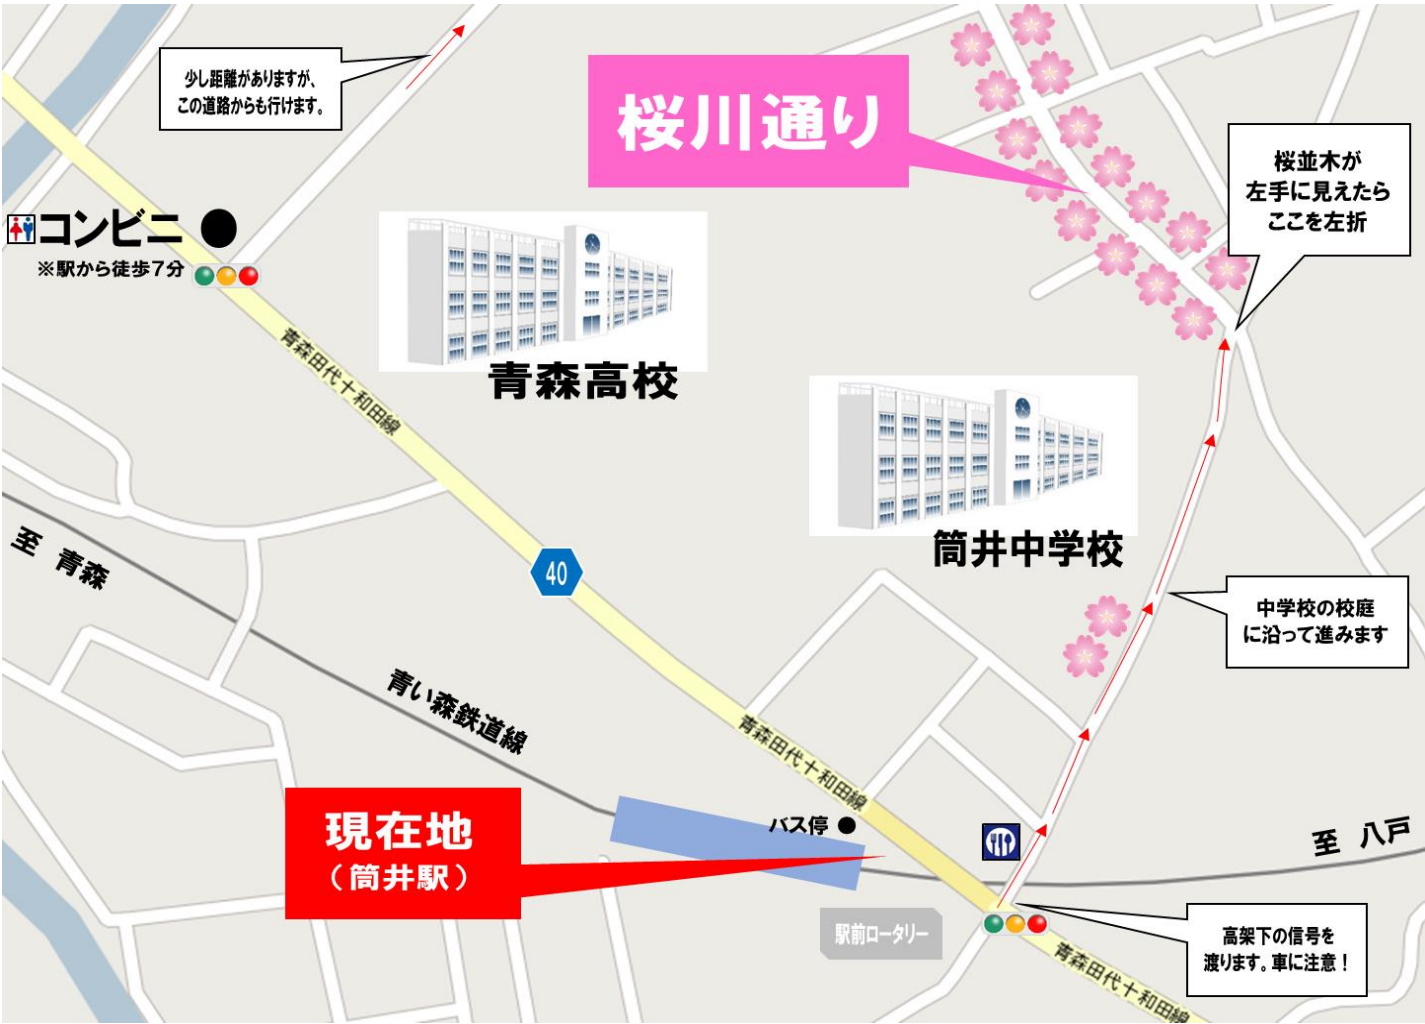 少し距離がありますが、
この道路からも行けます。
桜川通り
桜並木が
左手に見えたら
ここを左折
コンビニ
※駅から徒歩7分
青森田代十和田線
青森高校
筒井中学校
至 青森
40
中学校の校庭
に沿って進みます
青い森鉄道線
青森田代十和田線
現在地
（筒井駅）
バス停
至 八戸
駅前ロータリー
高架下の信号を
渡ります。車に注意！
青森田代十和田線